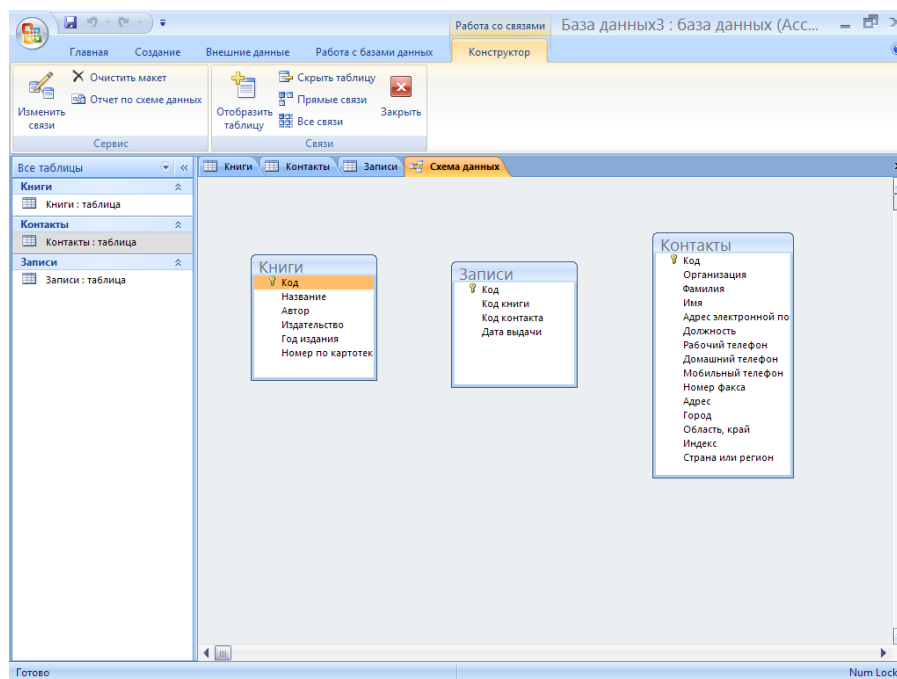 Работа со связями
База данных3 : база данных (Acc...
Главная
Создание
Внешние данные
Работа с базами данных
Конструктор
Изменить связи
Очистить макет
Отчет по схеме данных
Сервис
Отобразить таблицу
Скрыть таблицу
Прямые связи
Все связи
Закрыть
Связи
Все таблицы
Книги
Книги : таблица
Контакты
Контакты : таблица
Записи
Записи : таблица
Книги
Контакты
Записи
Схема данных
Книги
Код
Название
Автор
Издательство
Год издания
Номер по картотек
Записи
Код
Код книги
Код контакта
Дата выдачи
Контакты
Код
Организация
Фамилия
Имя
Адрес электронной по
Должность
Рабочий телефон
Домашний телефон
Мобильный телефон
Номер факса
Адрес
Город
Область, край
Индекс
Страна или регион
Готово
Num Lock